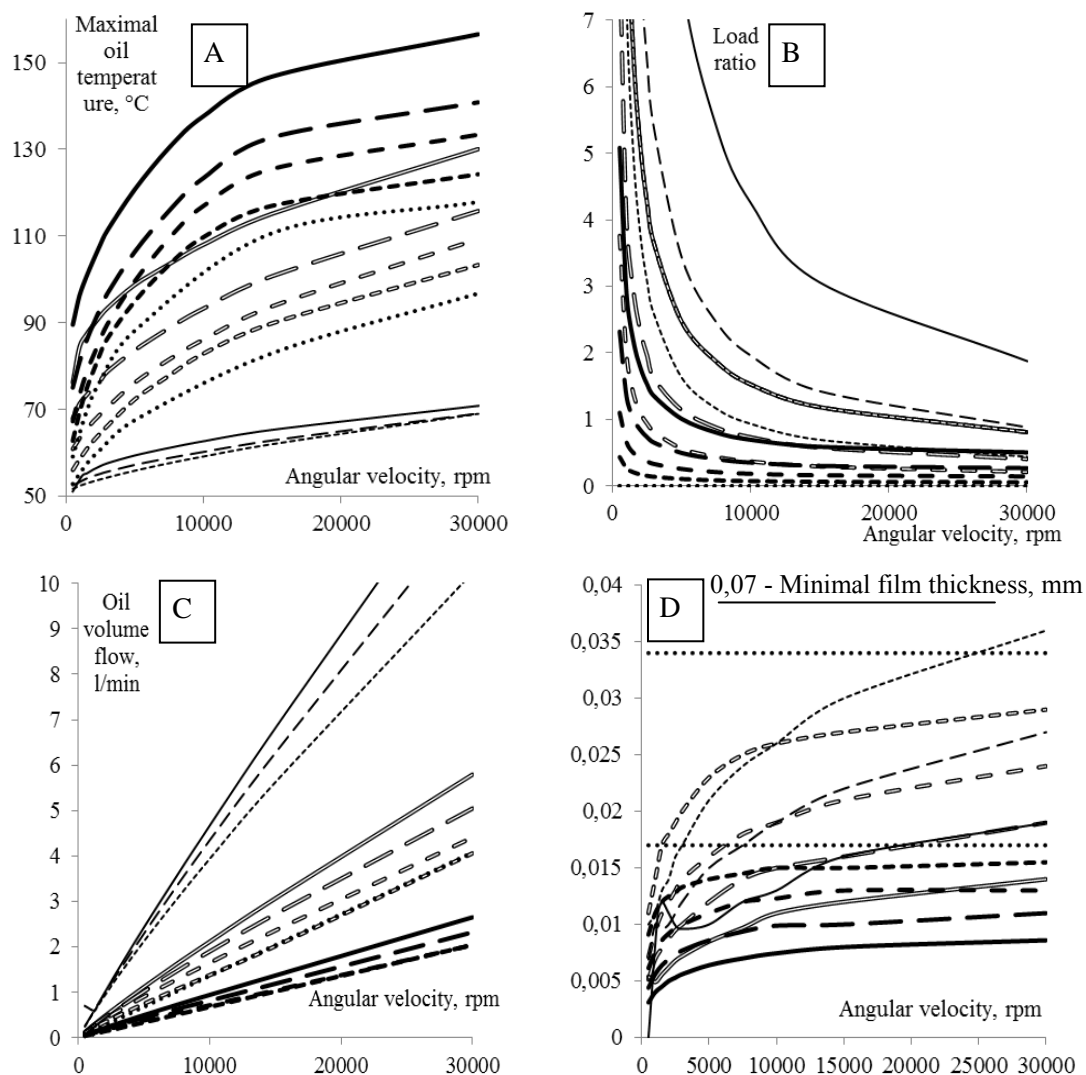 Maximal
oil
temperat
ure, °C
A
150
130
110
90
70
50
Angular velocity, rpm
0 10000 20000 30000
7
6
5
4
3
2
1
0
Load
ratio
B
0 10000 20000 30000
Angular velocity, rpm
10
9
8
7
6
5
4
3
2
1
0
Oil
volume
flow,
l/min
C
Angular velocity, rpm
0 10000 20000 30000
0,04
0,035
0,03
0,025
0,02
0,015
0,01
0,005
0
D
0,07 - Minimal film thickness, mm
Angular velocity, rpm
0 5000 10000 15000 20000 25000 30000